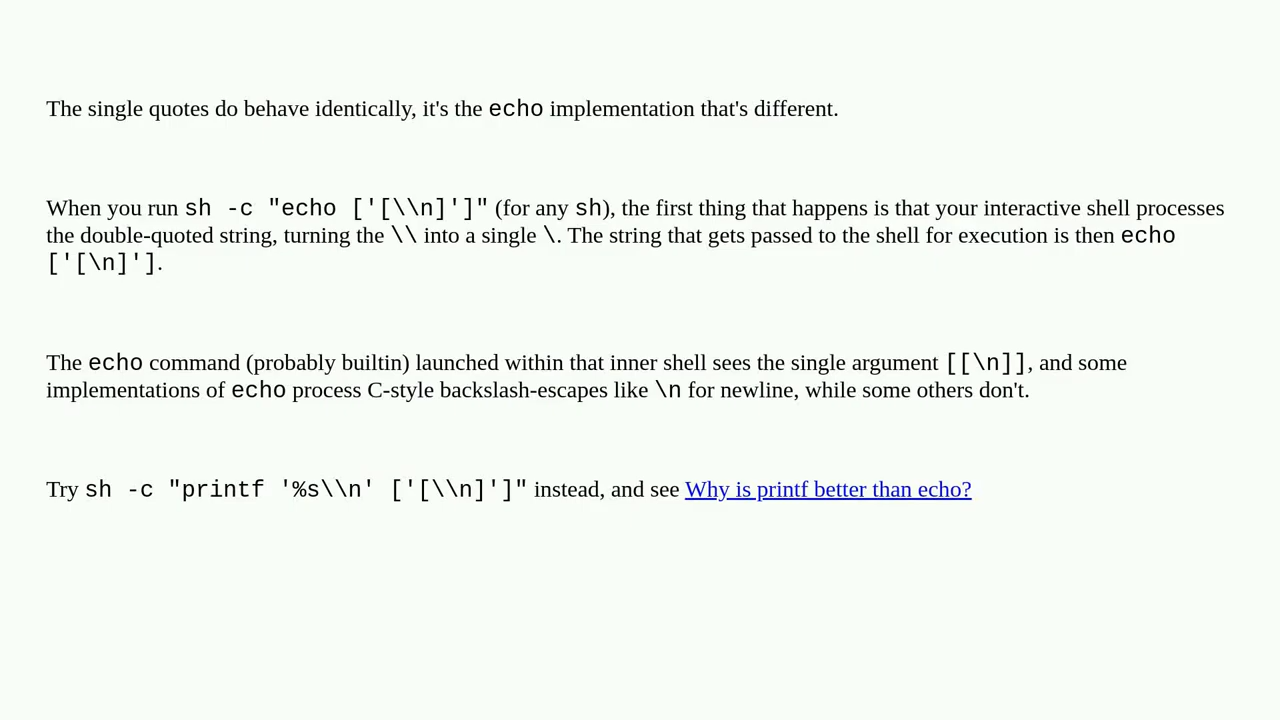 The single quotes do behave identically, it's the echo implementation that's different.
When you run sh -c "echo ['[\\n]']" (for any sh), the first thing that happens is that your interactive shell processes
the double-quoted string, turning the \\ into a single \. The string that gets passed to the shell for execution is then echo
['[\n]'].
The echo command (probably builtin) launched within that inner shell sees the single argument [[\n]], and some
implementations of echo process C-style backslash-escapes like \n for newline, while some others don't.
Try sh -c "printf '%s\\n' ['[\\n]']" instead, and see Why is printf better than echo?